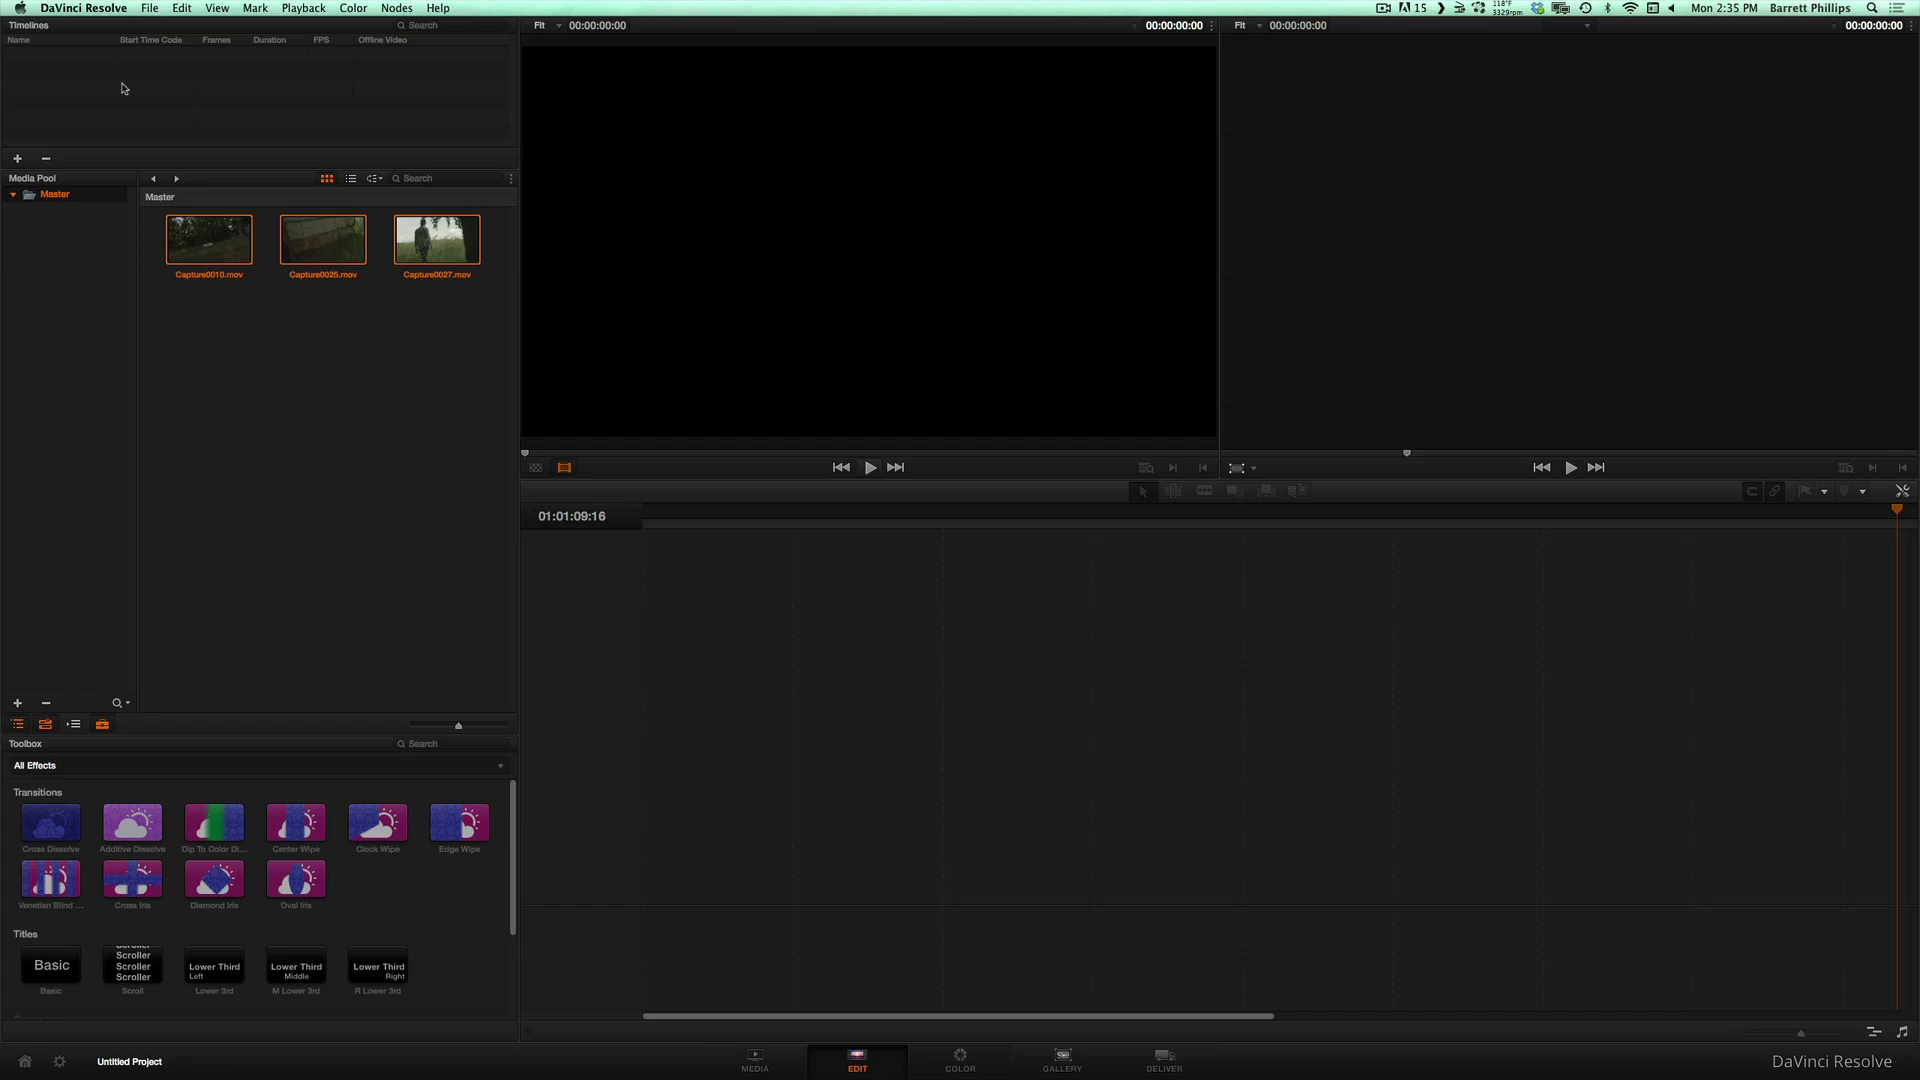 DaVinci Resolve File Edit View Mark Playback Color Nodes Help
15 118°F 3329rpm Mon 2:35 PM Barrett Phillips
Timelines Search
Name Start Time Code Frames Duration FPS Offline Video
Fit 00:00:00:00 00:00:00:00
Fit 00:00:00:00 00:00:00:00
Media Pool Search
Master
Master
Capture0010.mov Capture0025.mov Capture0027.mov
01:01:09:16
Toolbox Search
All Effects
Transitions
Cross Dissolve Additive Dissolve Dip To Color Di... Center Wipe Clock Wipe Edge Wipe
Venetian Blind ... Cross Iris Diamond Iris Oval Iris
Titles
Basic
Scroller
Scroller
Scroller
Lower Third
Left
Lower Third
Middle
Lower Third
Right
Basic Scroll Lower 3rd M Lower 3rd R Lower 3rd
Untitled Project
MEDIA EDIT COLOR GALLERY DELIVER
DaVinci Resolve